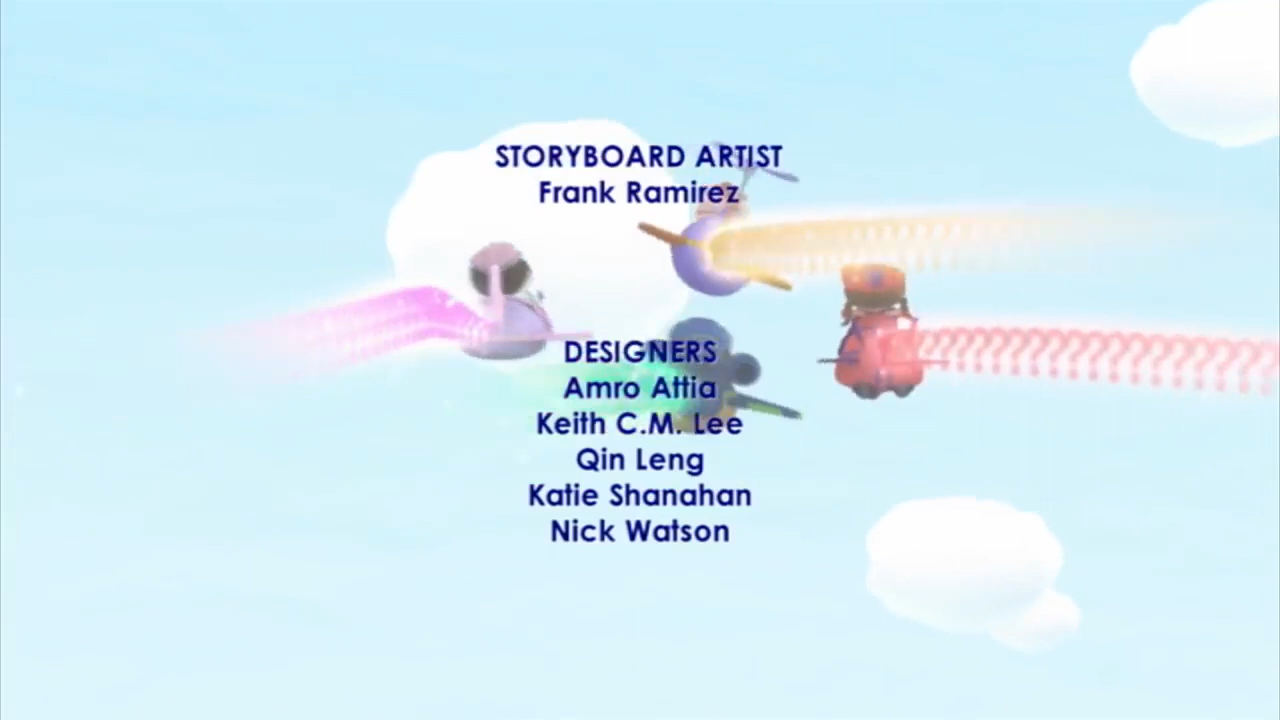 STORYBOARD ARTIST
Frank Ramirez
DESIGNERS
Amro Attia
Keith C.M. Lee
Qin Leng
Katie Shanahan
Nick Watson